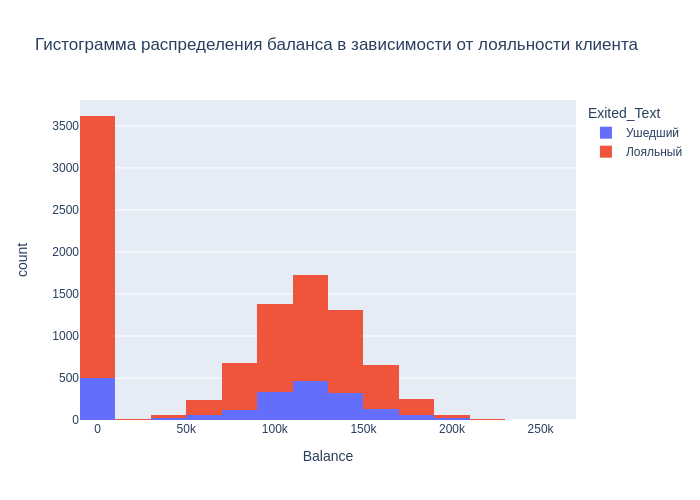 Гистограмма распределения баланса в зависимости от лояльности клиента
Exited_Text
Ушедший
Лояльный
count
3500
3000
2500
2000
1500
1000
500
0
0 50k 100k 150k 200k 250k
Balance